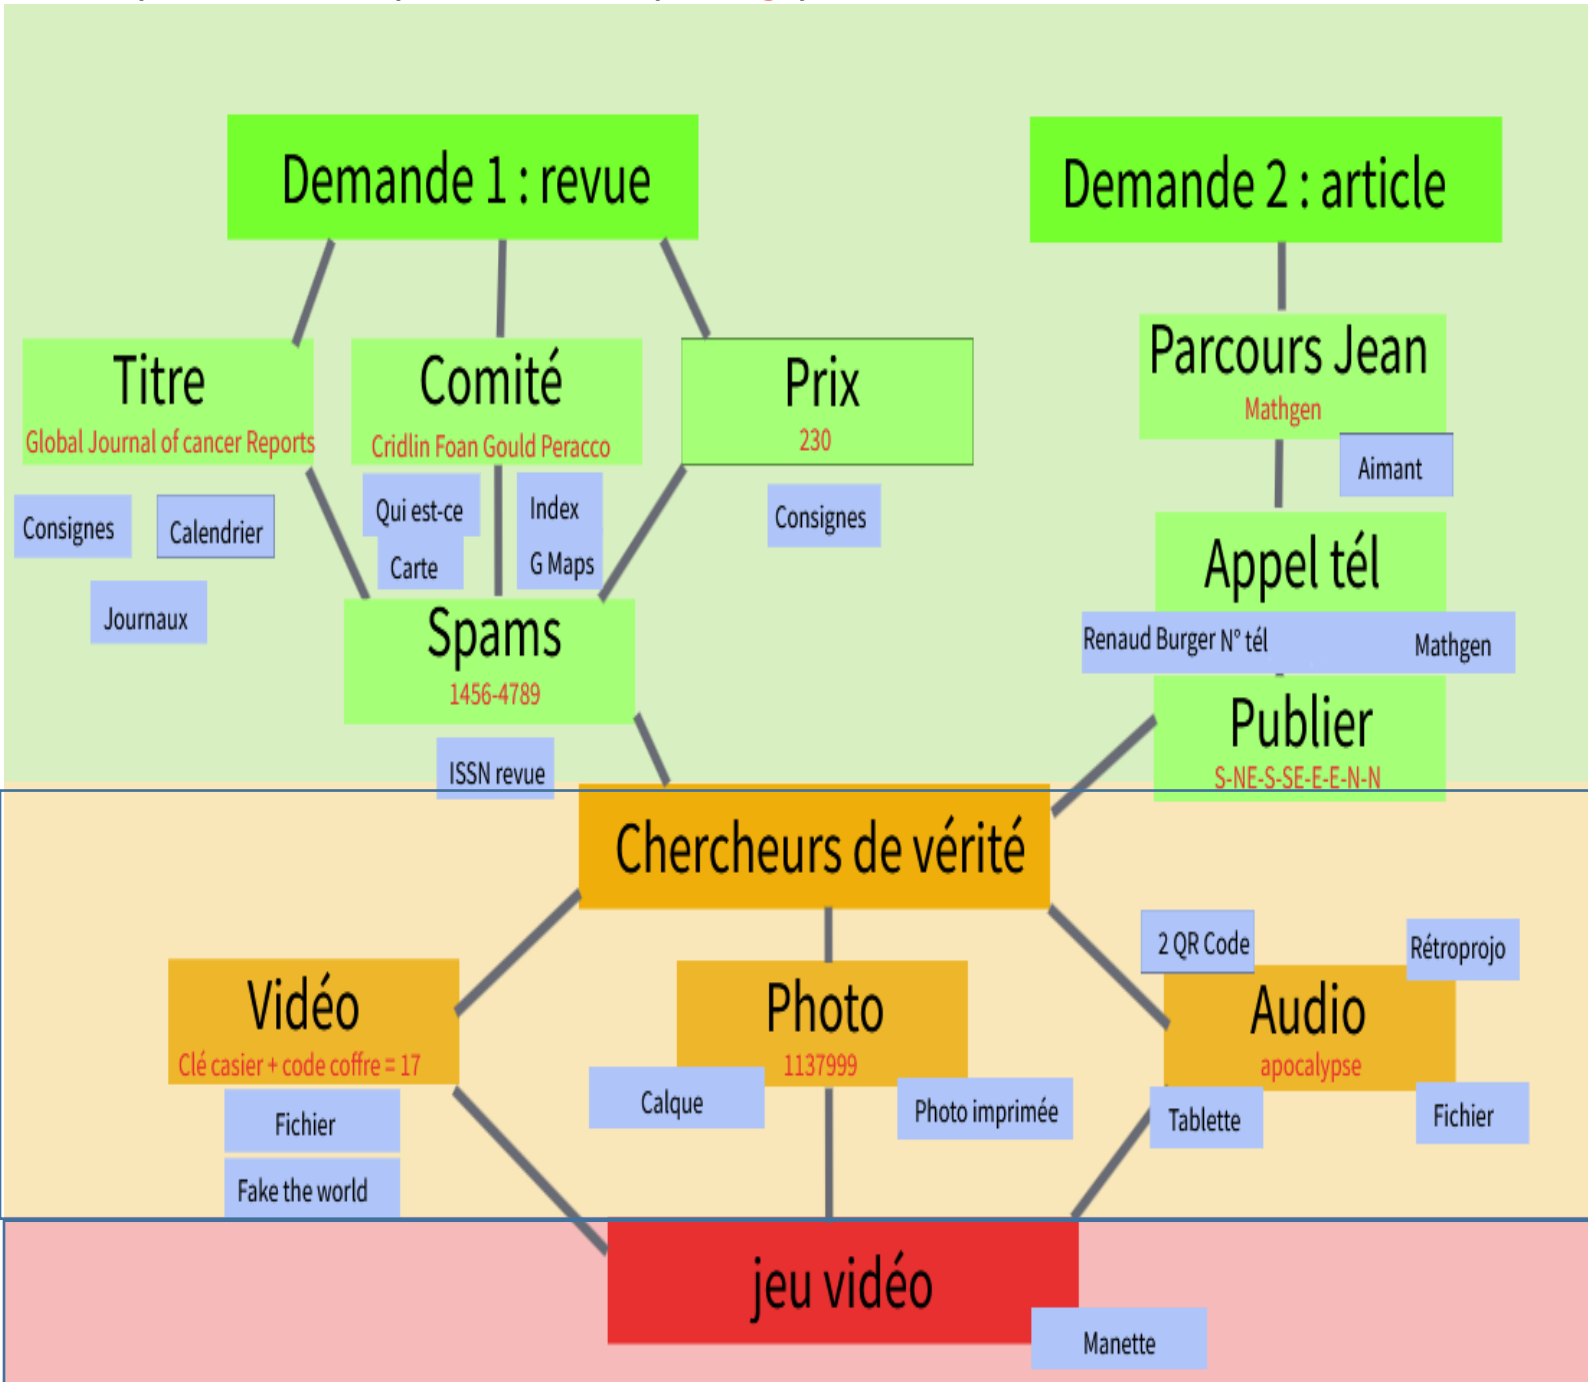 Demande 1 : revue
Demande 2 : article
Titre
Global Journal of cancer Reports
Comité
Cridlin Foan Gould Peracco
Prix
230
Parcours Jean
Mathgen
Aimant
Consignes
Calendrier
Journaux
Qui est-ce
Carte
Index
G Maps
Consignes
Appel tél
Renaud Burger N° tél
Mathgen
Spams
1456-4789
ISSN revue
Publier
S-NE-S-SE-E-E-N-N
Chercheurs de vérité
Vidéo
Clé casier + code coffre = 17
Fichier
Fake the world
Photo
1137999
Calque
Photo imprimée
2 QR Code
Rétroprojo
Audio
apocalypse
Tablette
Fichier
jeu vidéo
Manette